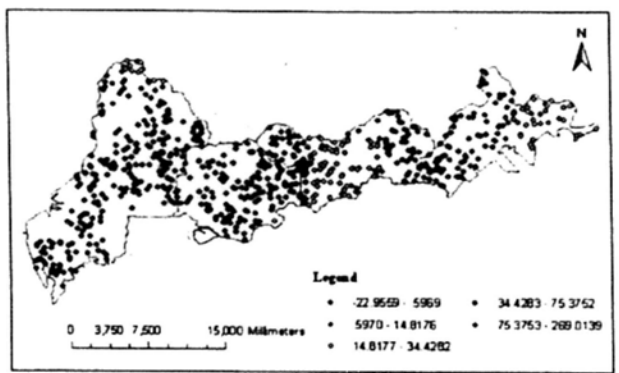 N
Legend
-22.9559 - 5969
5970 - 14.8176
14.8177 - 34.4282
34.4283 - 75.3752
75.3753 - 269.0139
0 3,750 7,500 15,000 Millimeters